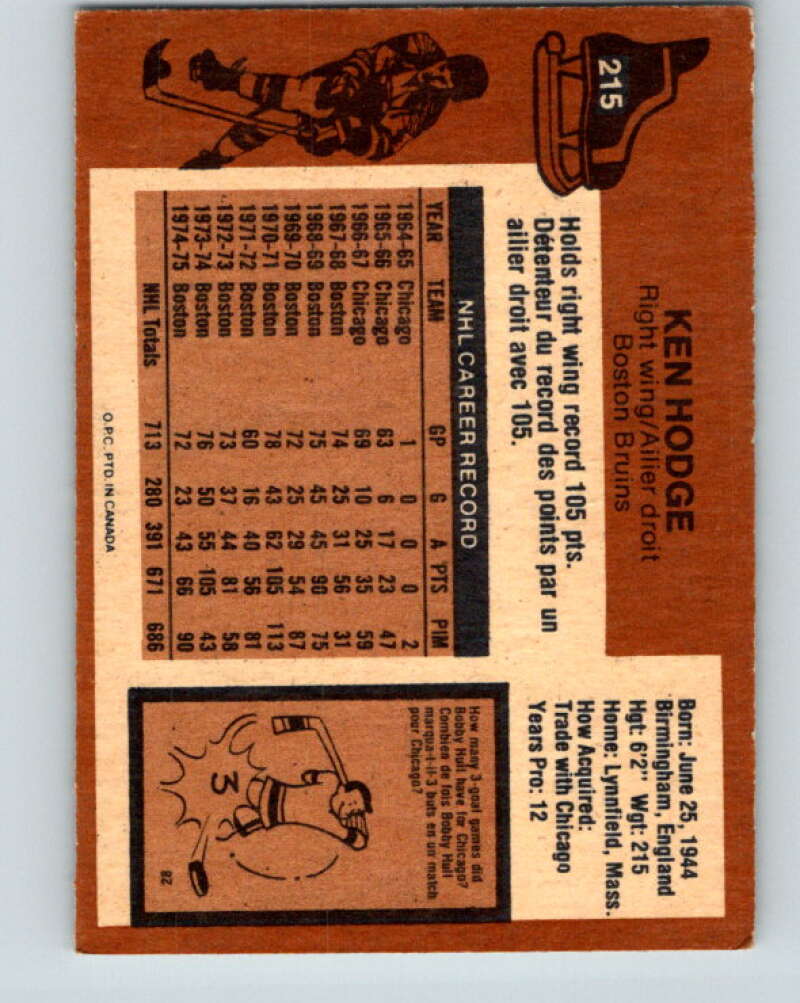 215
KEN HODGE
Right wing/Ailier droit
Boston Bruins
Holds right wing record 105 pts.
Détenteur du record des points par un
ailier droit avec 105.
Born: June 25, 1944
Birmingham, England
Hgt: 6'2" Wgt: 215
Home: Lynnfield, Mass.
How Acquired:
Trade with Chicago
Years Pro: 12
NHL CAREER RECORD
YEAR TEAM GP G A PTS PIM
1964-65 Chicago 1 0 0 0 2
1965-66 Chicago 63 6 17 23 47
1966-67 Chicago 69 10 25 35 59
1967-68 Boston 74 25 31 56 31
1968-69 Boston 75 45 45 90 75
1969-70 Boston 72 25 29 54 87
1970-71 Boston 78 43 62 105 113
1971-72 Boston 60 16 40 56 81
1972-73 Boston 73 37 44 81 58
1973-74 Boston 76 50 55 105 43
1974-75 Boston 72 23 43 66 90
NHL Totals 713 280 391 671 686
How many 3-goal games did
Bobby Hull have for Chicago?
Combien de fois Bobby Hull
marqua-t-il 3 buts en un match
pour Chicago?
3
28
O.P.C. PTD. IN CANADA